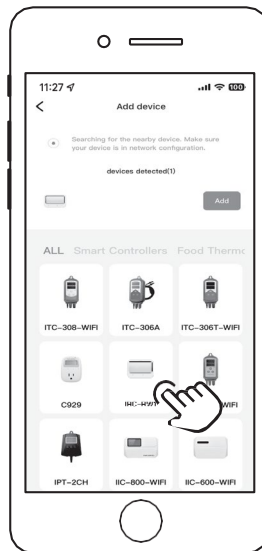 11:27
100
Add device
Searching for the nearby device. Make sure
your device is in network configuration.
devices detected(1)
Add
ALL Smart Controllers Food Thermo
ITC-308-WIFI ITC-306A ITC-306T-WIFI
C929 WIFI
IPT-2CH IIC-800-WIFI IIC-600-WIFI